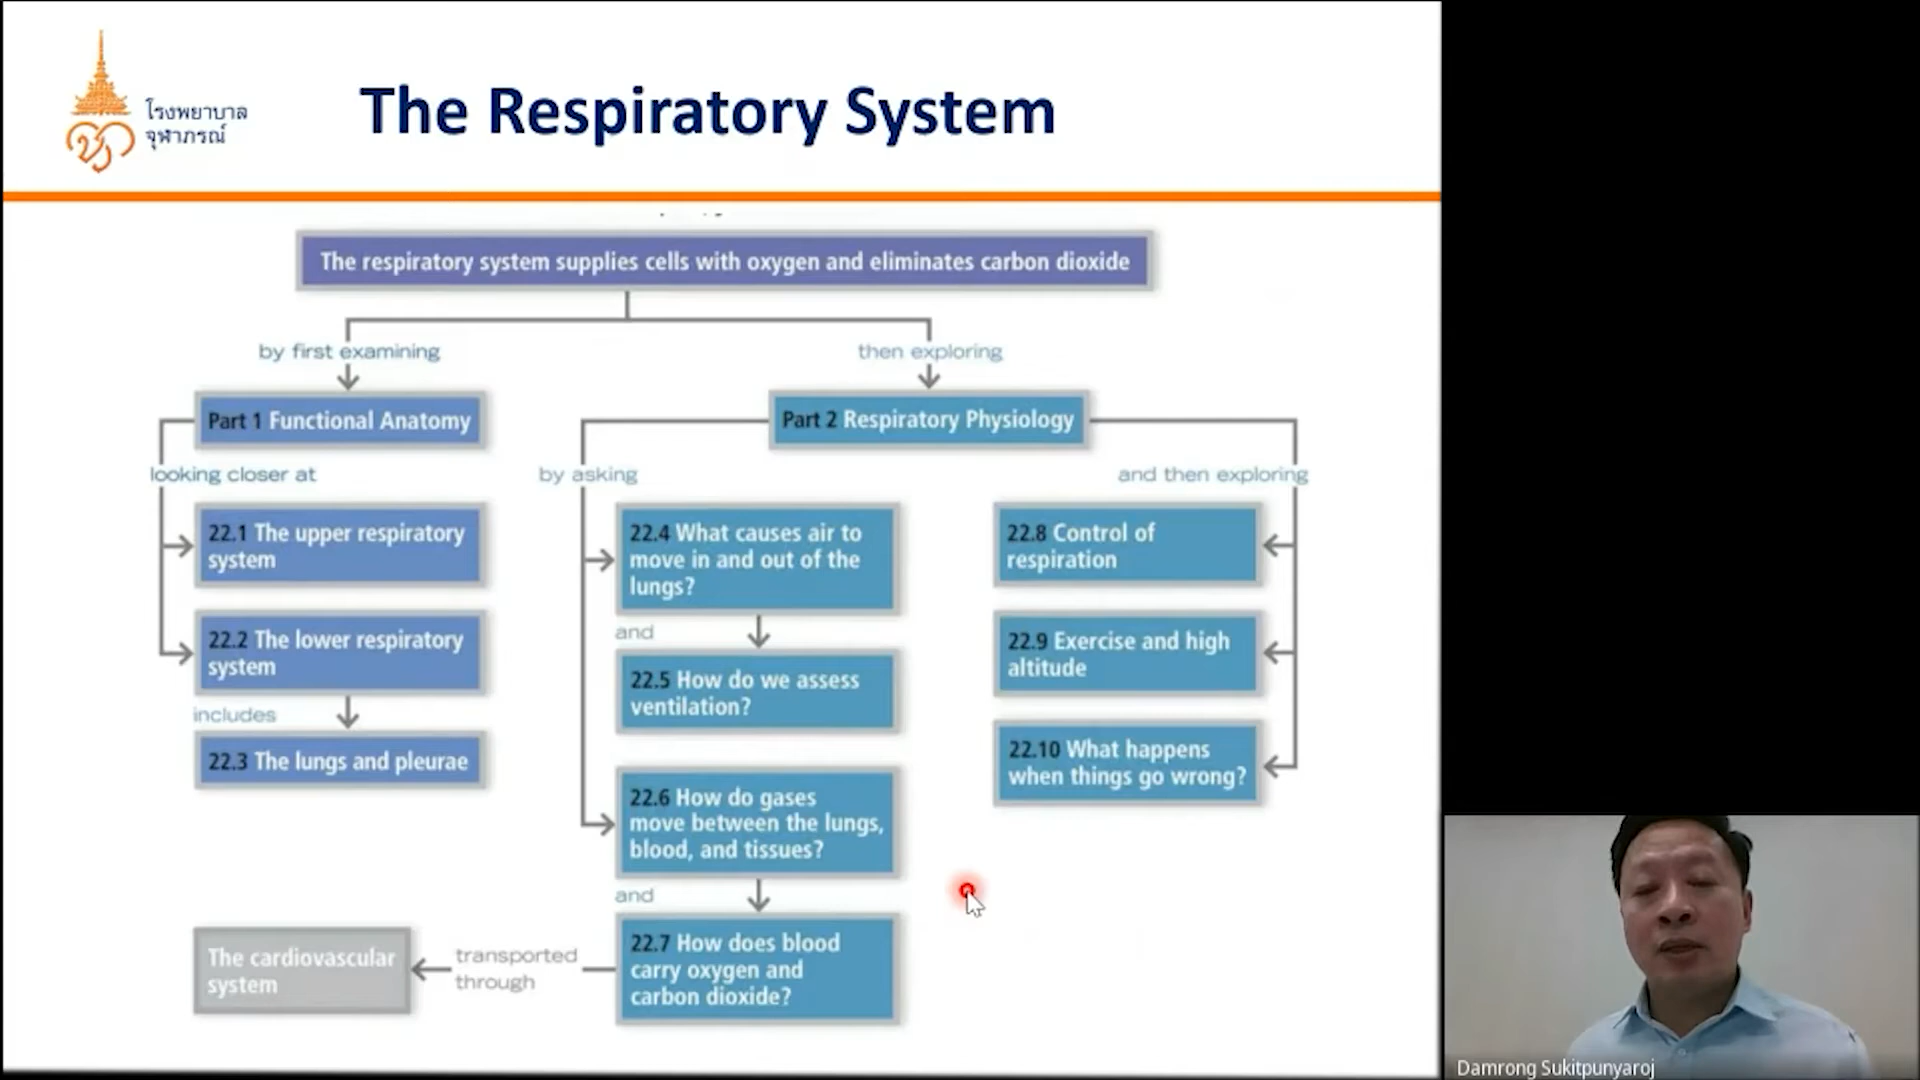 โรงพยาบาล
จุฬาภรณ์
The Respiratory System
The respiratory system supplies cells with oxygen and eliminates carbon dioxide
by first examining
then exploring
Part 1 Functional Anatomy
Part 2 Respiratory Physiology
looking closer at
by asking
and then exploring
22.1 The upper respiratory
system
22.2 The lower respiratory
system
includes
22.3 The lungs and pleurae
22.4 What causes air to
move in and out of the
lungs?
and
22.5 How do we assess
ventilation?
22.6 How do gases
move between the lungs,
blood, and tissues?
and
22.7 How does blood
carry oxygen and
carbon dioxide?
transported
through
The cardiovascular
system
22.8 Control of
respiration
22.9 Exercise and high
altitude
22.10 What happens
when things go wrong?
Damrong Sukitpunyaroj